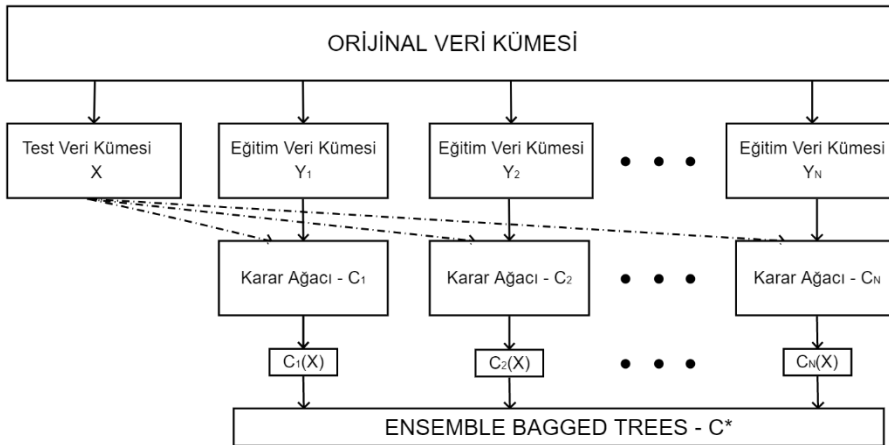 ORİJİNAL VERİ KÜMESİ
Test Veri Kümesi
X
Eğitim Veri Kümesi
Y₁
Eğitim Veri Kümesi
Y₂
Eğitim Veri Kümesi
Yₙ
Karar Ağacı - C₁
Karar Ağacı - C₂
Karar Ağacı - Cₙ
C₁(X)
C₂(X)
Cₙ(X)
ENSEMBLE BAGGED TREES - C*